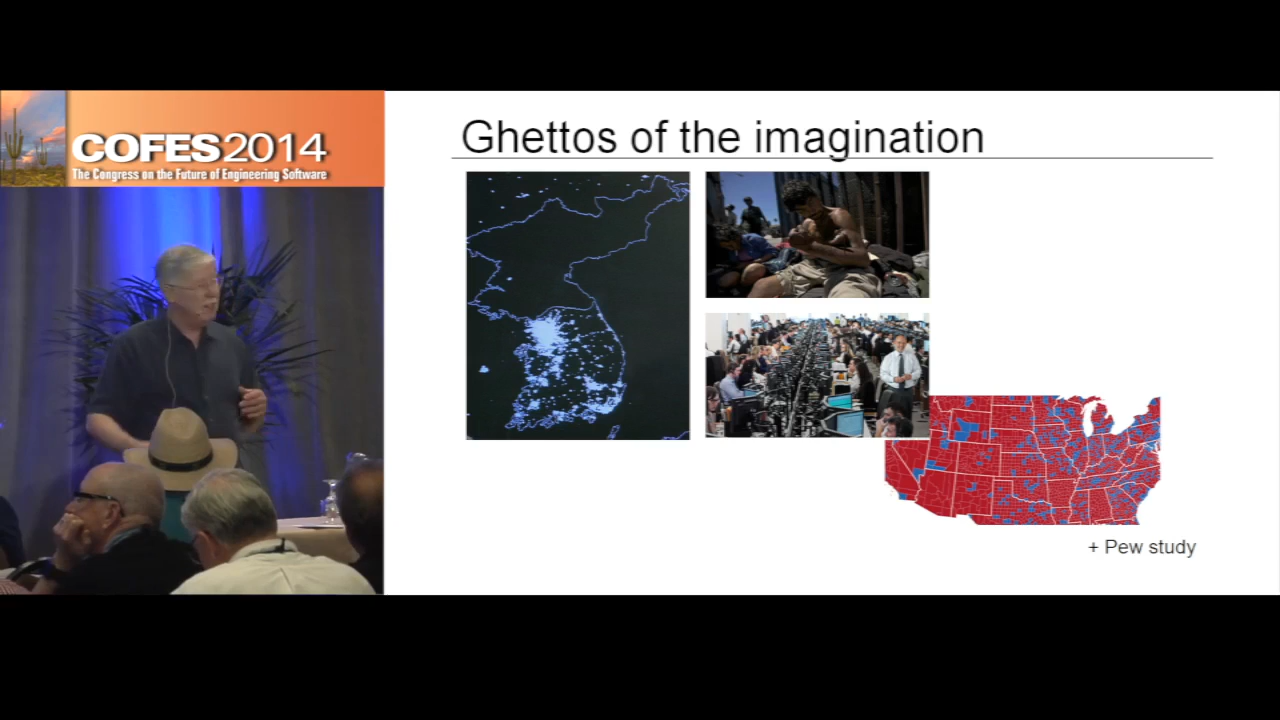 COFES2014
The Congress on the Future of Engineering Software
Ghettos of the imagination
+ Pew study